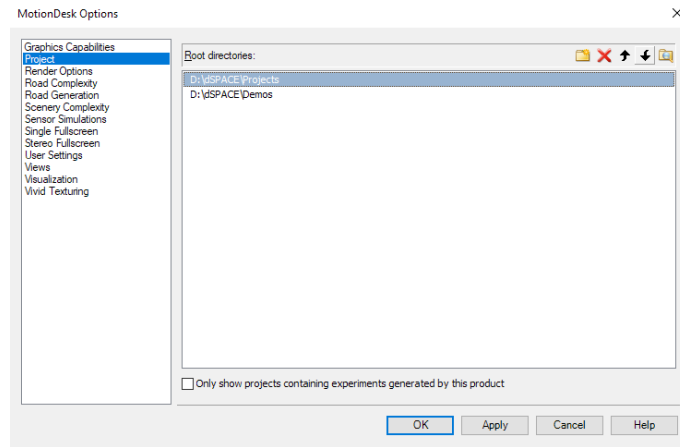 MotionDesk Options
Graphics Capabilities
Project
Render Options
Road Complexity
Road Generation
Scenery Complexity
Sensor Simulations
Single Fullscreen
Stereo Fullscreen
User Settings
Views
Visualization
Vivid Texturing
Root directories:
D:\dSPACE\Projects
D:\dSPACE\Demos
Only show projects containing experiments generated by this product
OK Apply Cancel Help